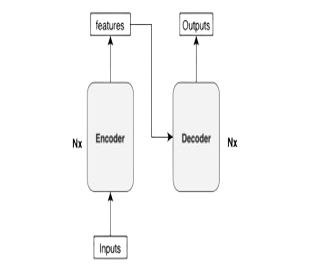 features
Outputs
Nx
Encoder
Decoder
Nx
Inputs